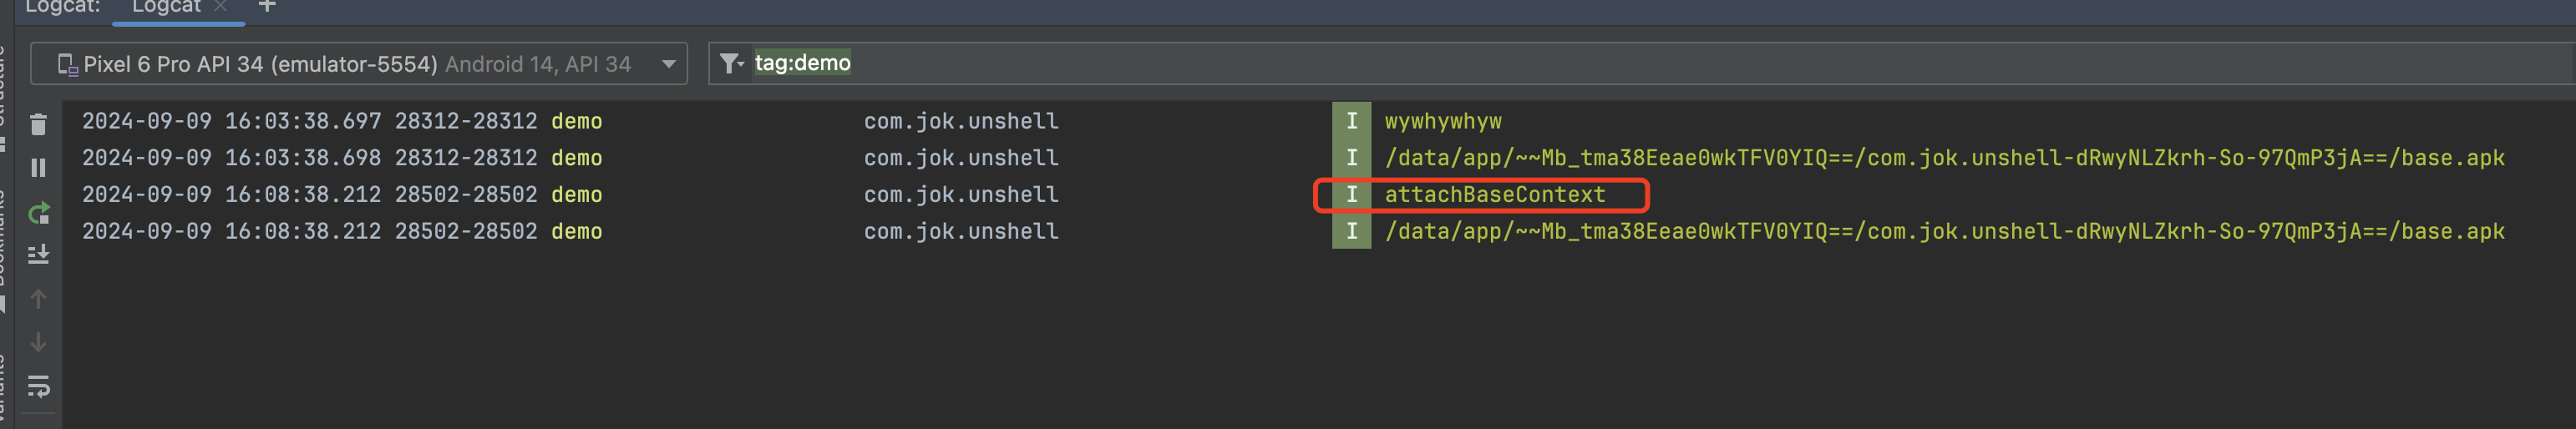 Logcat: Logcat × +
Pixel 6 Pro API 34 (emulator-5554) Android 14, API 34 tag:demo
2024-09-09 16:03:38.697 28312-28312 demo com.jok.unshell I wywhywhyw
2024-09-09 16:03:38.698 28312-28312 demo com.jok.unshell I /data/app/~~Mb_tma38Eeae0wkTFV0YIQ==/com.jok.unshell-dRwyNLZkrh-So-97QmP3jA==/base.apk
2024-09-09 16:08:38.212 28502-28502 demo com.jok.unshell I attachBaseContext
2024-09-09 16:08:38.212 28502-28502 demo com.jok.unshell I /data/app/~~Mb_tma38Eeae0wkTFV0YIQ==/com.jok.unshell-dRwyNLZkrh-So-97QmP3jA==/base.apk